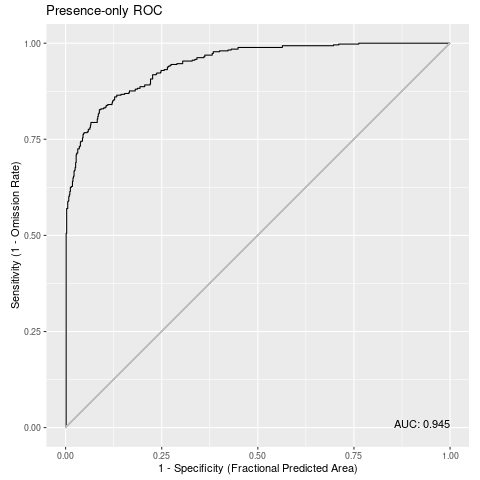 Presence-only ROC
Sensitivity (1 - Omission Rate)
1.00
0.75
0.50
0.25
0.00
AUC: 0.945
0.00 0.25 0.50 0.75 1.00
1 - Specificity (Fractional Predicted Area)